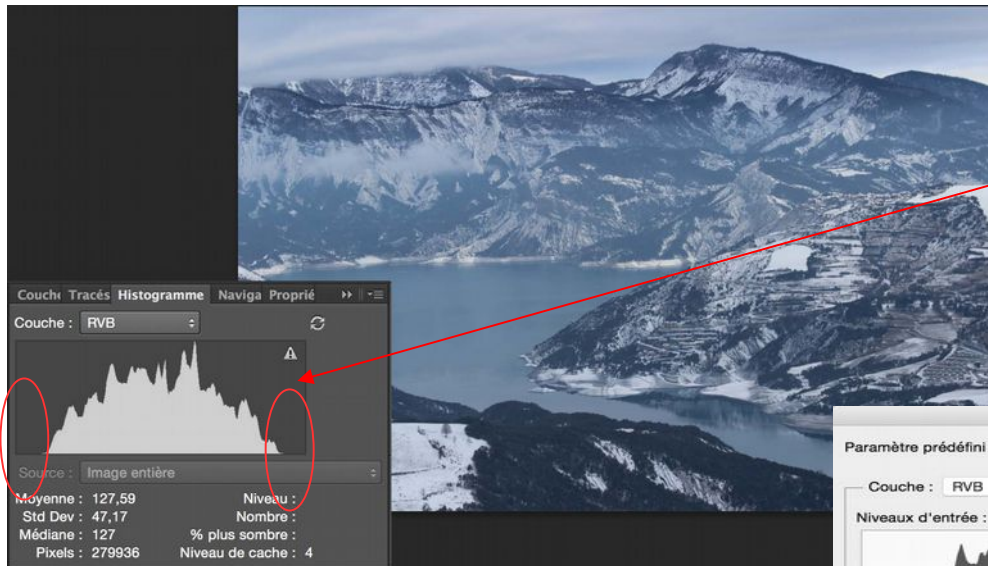 Couche Tracés Histogramme Naviga Proprié
Couche : RVB
Source : Image entière
Moyenne : 127,59 Niveau :
Std Dev : 47,17 Nombre :
Médiane : 127 % plus sombre :
Pixels : 279936 Niveau de cache : 4
Paramètre prédéfini
Couche : RVB
Niveaux d'entrée :